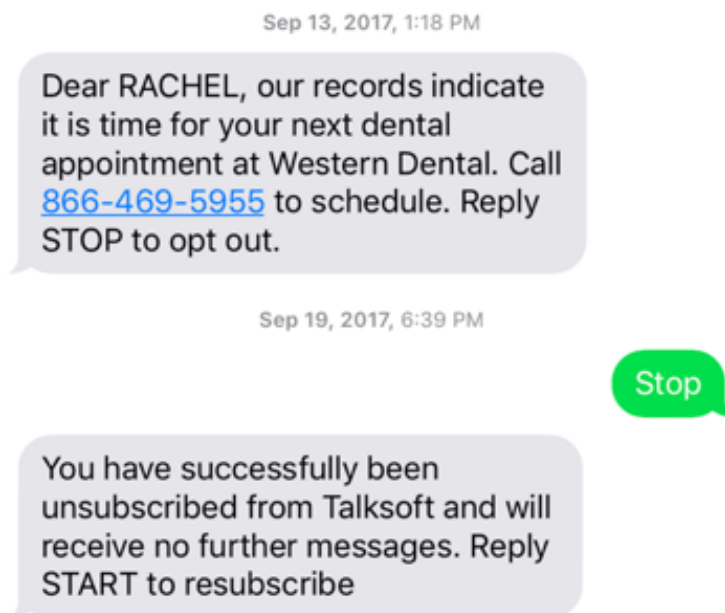 Sep 13, 2017, 1:18 PM
Dear RACHEL, our records indicate
it is time for your next dental
appointment at Western Dental. Call
866-469-5955 to schedule. Reply
STOP to opt out.
Sep 19, 2017, 6:39 PM
Stop
You have successfully been
unsubscribed from Talksoft and will
receive no further messages. Reply
START to resubscribe